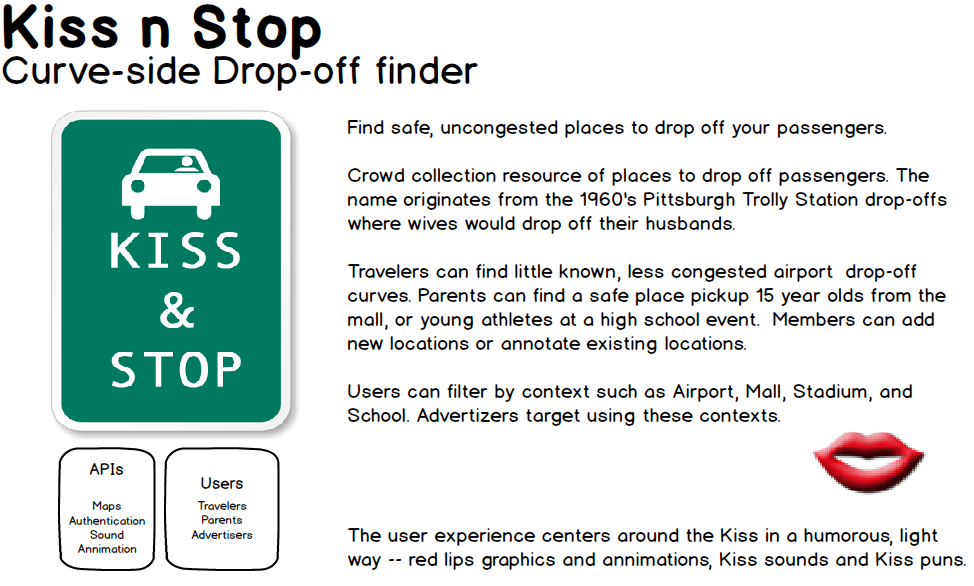 Kiss n Stop
Curve-side Drop-off finder
KISS
&
STOP
Find safe, uncongested places to drop off your passengers.
Crowd collection resource of places to drop off passengers. The
name originates from the 1960's Pittsburgh Trolly Station drop-offs
where wives would drop off their husbands.
Travelers can find little known, less congested airport drop-off
curves. Parents can find a safe place pickup 15 year olds from the
mall, or young athletes at a high school event. Members can add
new locations or annotate existing locations.
Users can filter by context such as Airport, Mall, Stadium, and
School. Advertizers target using these contexts.
APIs
Maps
Authentication
Sound
Annimation
Users
Travelers
Parents
Advertisers
The user experience centers around the Kiss in a humorous, light
way -- red lips graphics and annimations, Kiss sounds and Kiss puns.